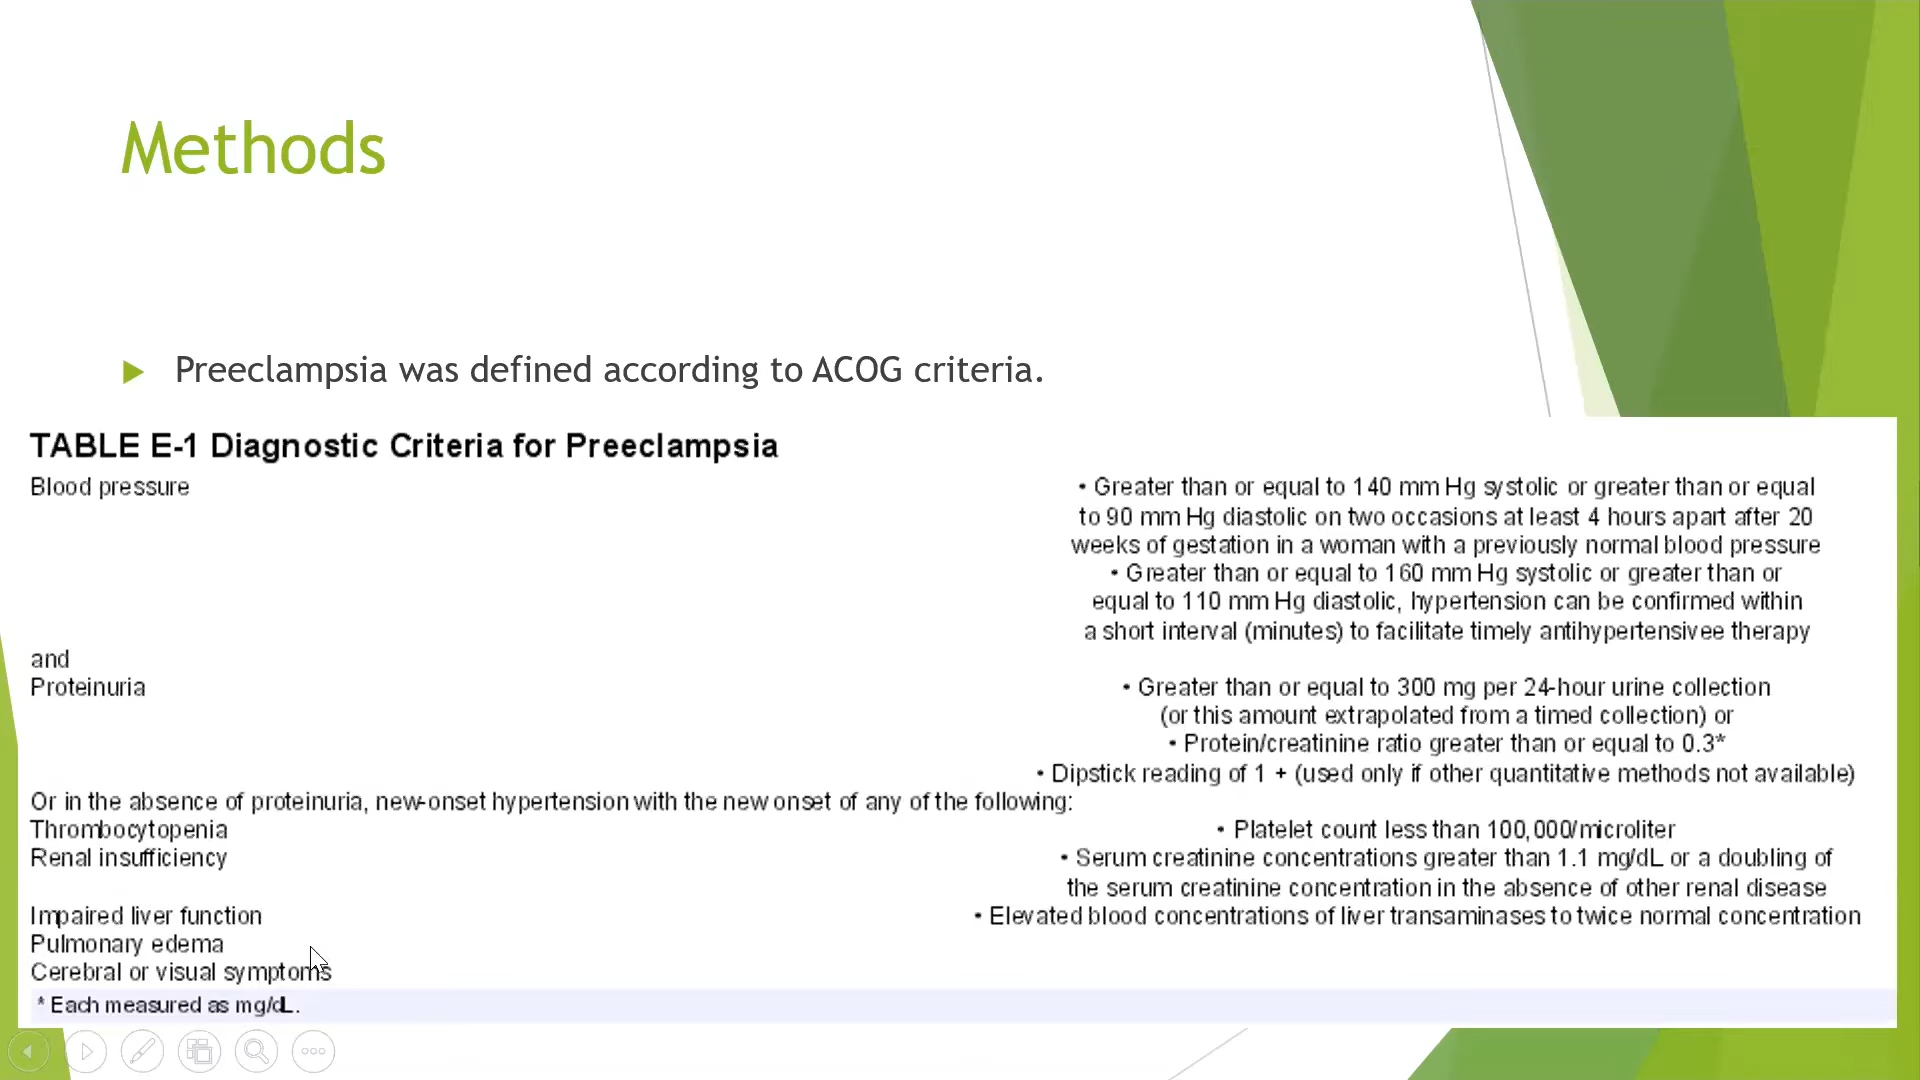 Methods
Preeclampsia was defined according to ACOG criteria.
TABLE E-1 Diagnostic Criteria for Preeclampsia
Blood pressure
• Greater than or equal to 140 mm Hg systolic or greater than or equal
to 90 mm Hg diastolic on two occasions at least 4 hours apart after 20
weeks of gestation in a woman with a previously normal blood pressure
• Greater than or equal to 160 mm Hg systolic or greater than or
equal to 110 mm Hg diastolic, hypertension can be confirmed within
a short interval (minutes) to facilitate timely antihypertensivee therapy
and
Proteinuria
• Greater than or equal to 300 mg per 24-hour urine collection
(or this amount extrapolated from a timed collection) or
• Protein/creatinine ratio greater than or equal to 0.3*
• Dipstick reading of 1 + (used only if other quantitative methods not available)
Or in the absence of proteinuria, new-onset hypertension with the new onset of any of the following:
Thrombocytopenia
• Platelet count less than 100,000/microliter
Renal insufficiency
• Serum creatinine concentrations greater than 1.1 mg/dL or a doubling of
the serum creatinine concentration in the absence of other renal disease
Impaired liver function
• Elevated blood concentrations of liver transaminases to twice normal concentration
Pulmonary edema
Cerebral or visual symptoms
* Each measured as mg/dL.